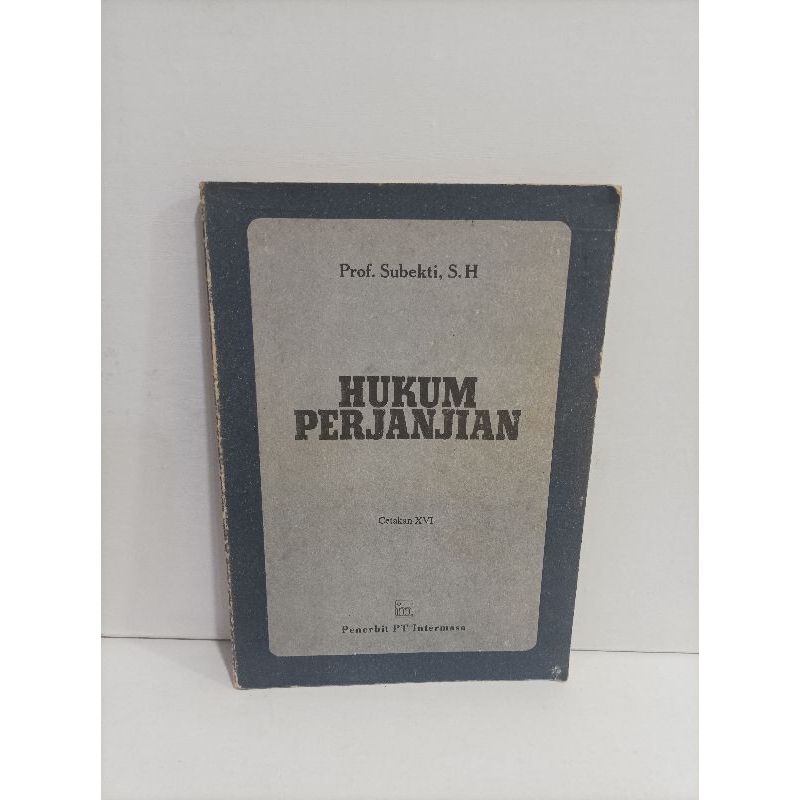 Prof. Subekti, S.H
HUKUM
PERJANJIAN
Cetakan XVI
Penerbit PT Intermasa